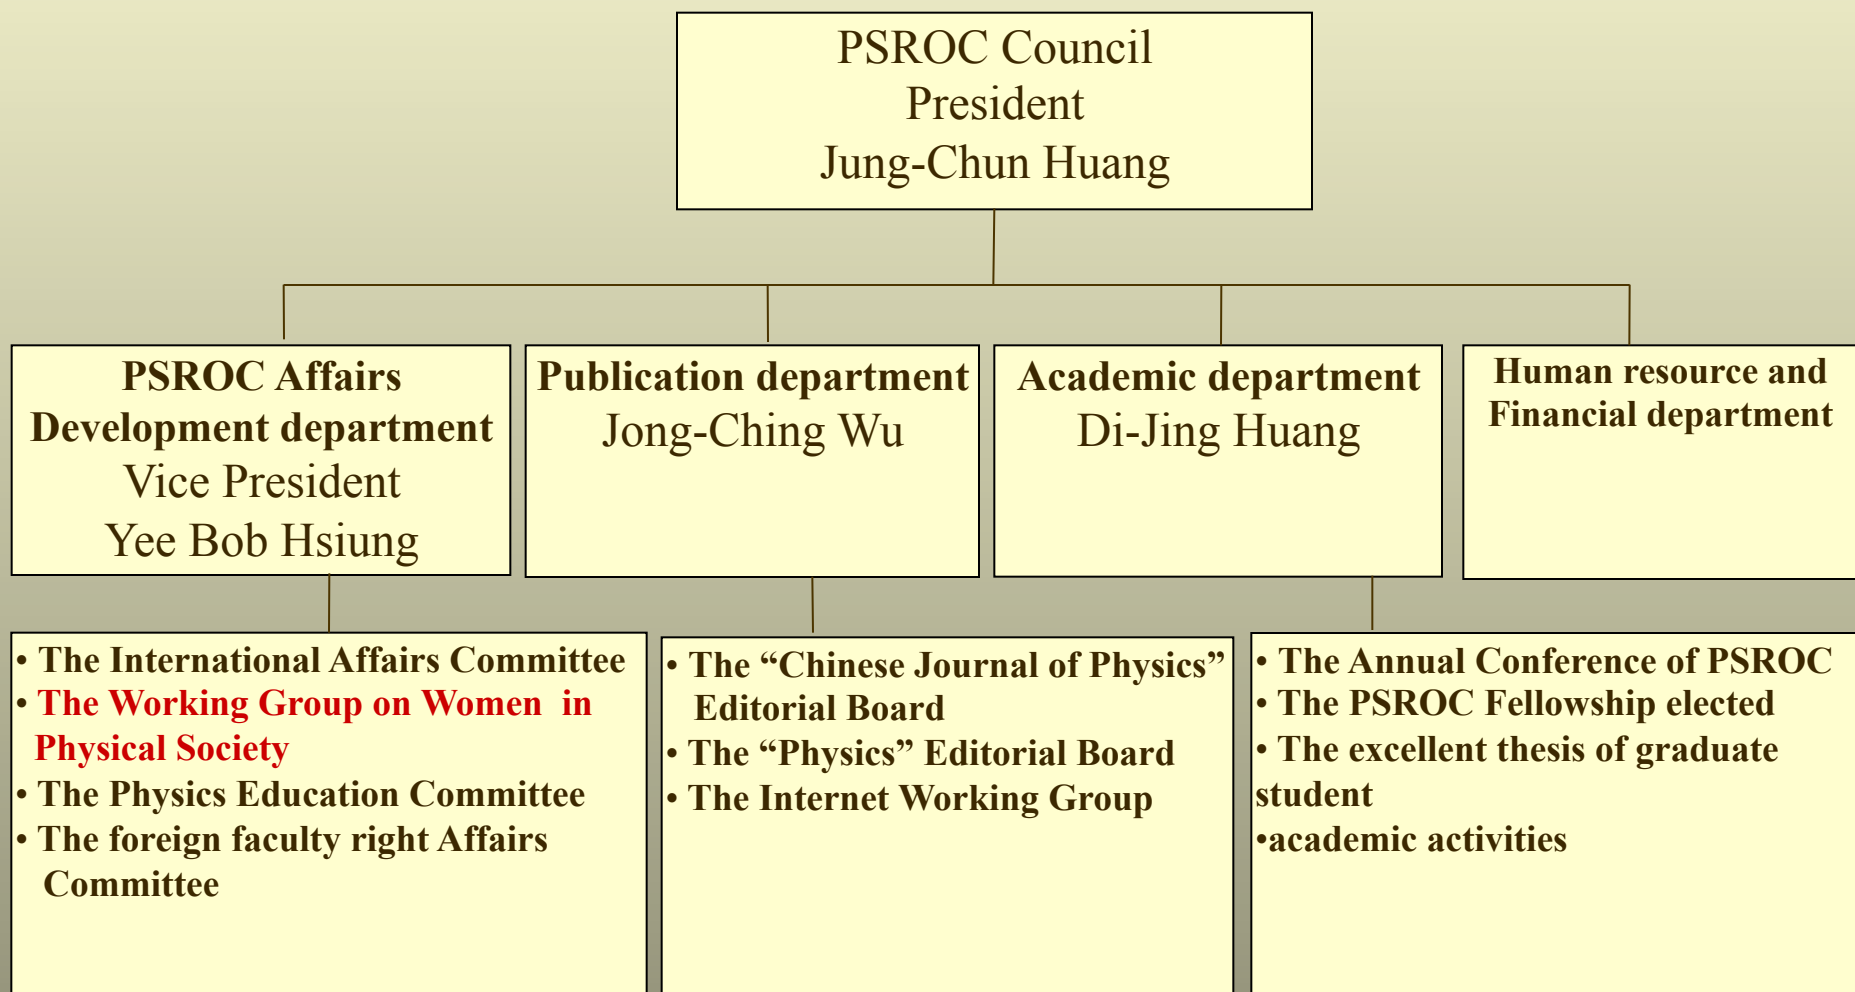 PSROC Council
President
Jung-Chun Huang
PSROC Affairs
Development department
Vice President
Yee Bob Hsiung
Publication department
Jong-Ching Wu
Academic department
Di-Jing Huang
Human resource and
Financial department
• The International Affairs Committee
• The Working Group on Women in
Physical Society
• The Physics Education Committee
• The foreign faculty right Affairs
Committee
• The “Chinese Journal of Physics”
Editorial Board
• The “Physics” Editorial Board
• The Internet Working Group
• The Annual Conference of PSROC
• The PSROC Fellowship elected
• The excellent thesis of graduate
student
•academic activities